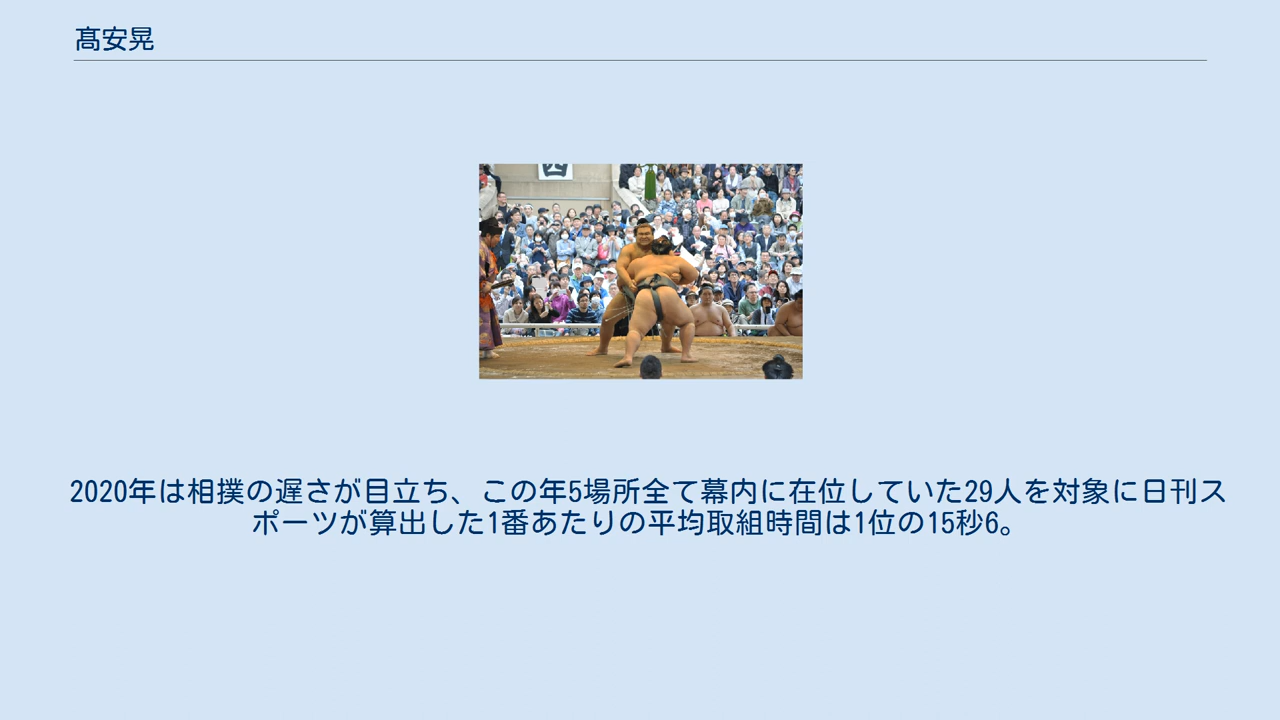 髙安晃
西
2020年は相撲の遅さが目立ち、この年5場所全て幕内に在位していた29人を対象に日刊ス
ポーツが算出した1番あたりの平均取組時間は1位の15秒6。